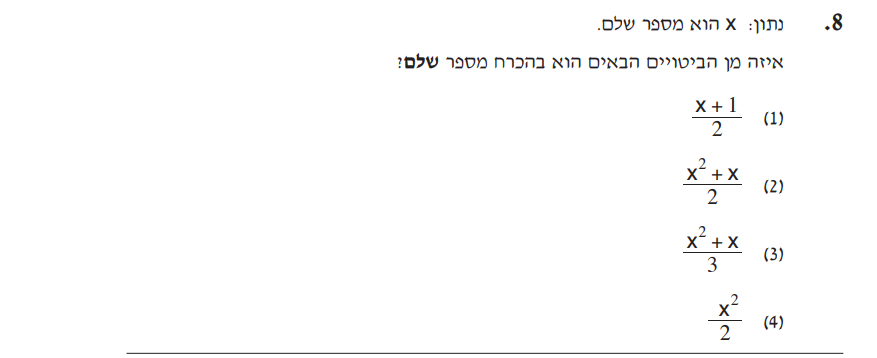 8. נתון: x הוא מספר שלם.
איזה מן הביטויים הבאים הוא בהכרח מספר שלם?
(1) \frac{x+1}{2}
(2) \frac{x^2+x}{2}
(3) \frac{x^2+x}{3}
(4) \frac{x^2}{2}